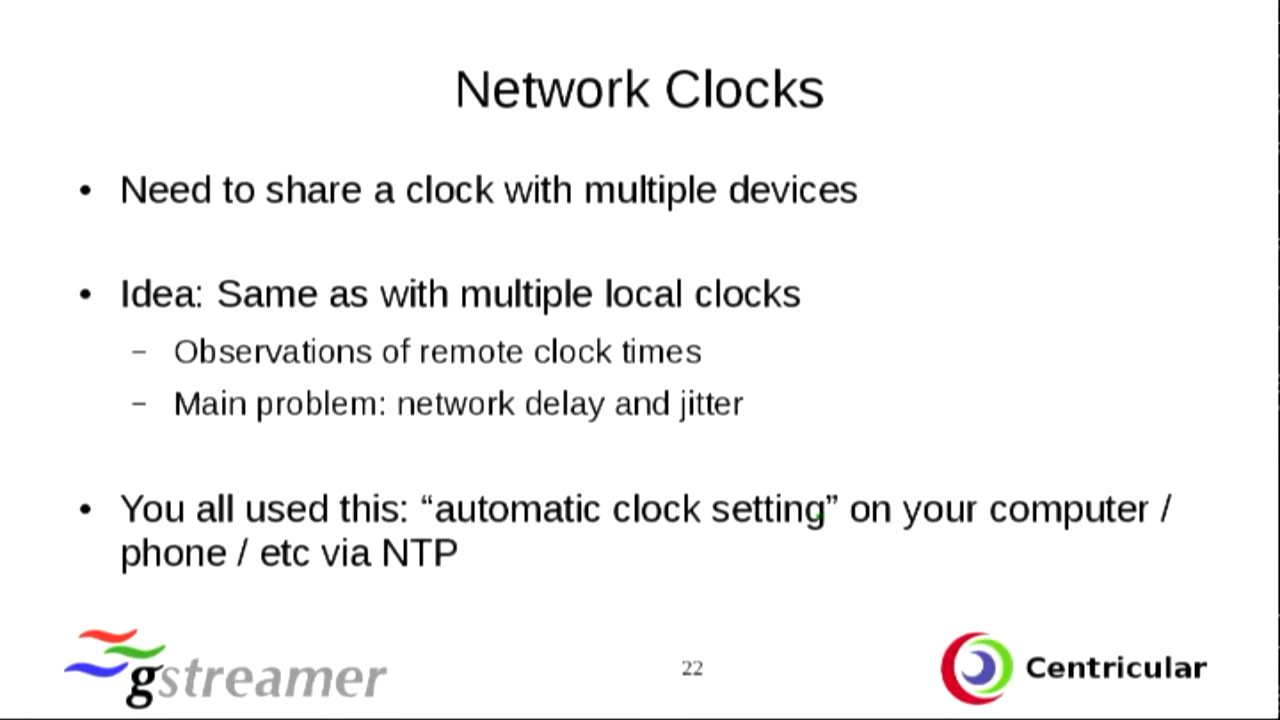 Network Clocks
• Need to share a clock with multiple devices
• Idea: Same as with multiple local clocks
– Observations of remote clock times
– Main problem: network delay and jitter
• You all used this: “automatic clock setting” on your computer /
phone / etc via NTP
gstreamer
22
Centricular